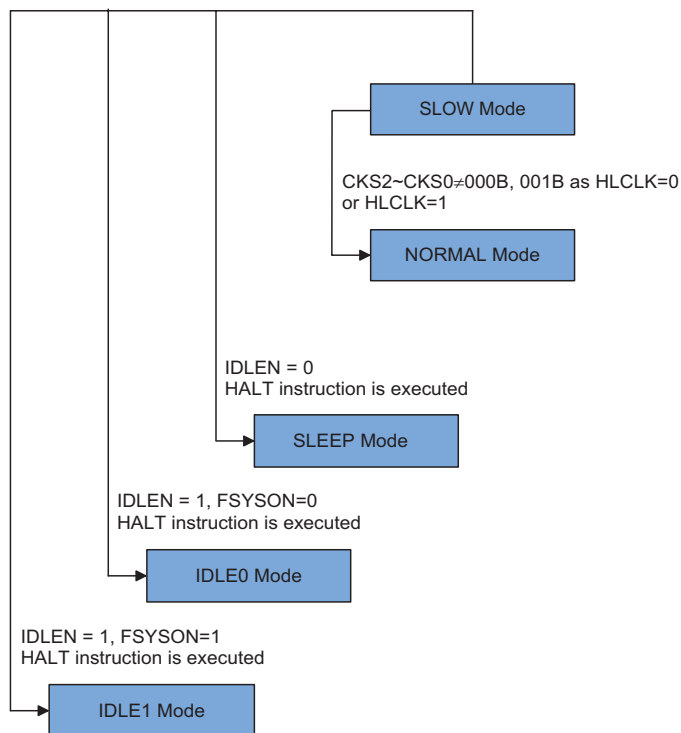 SLOW Mode
CKS2~CKS0≠000B, 001B as HLCLK=0
or HLCLK=1
NORMAL Mode
IDLEN = 0
HALT instruction is executed
SLEEP Mode
IDLEN = 1, FSYSON=0
HALT instruction is executed
IDLE0 Mode
IDLEN = 1, FSYSON=1
HALT instruction is executed
IDLE1 Mode